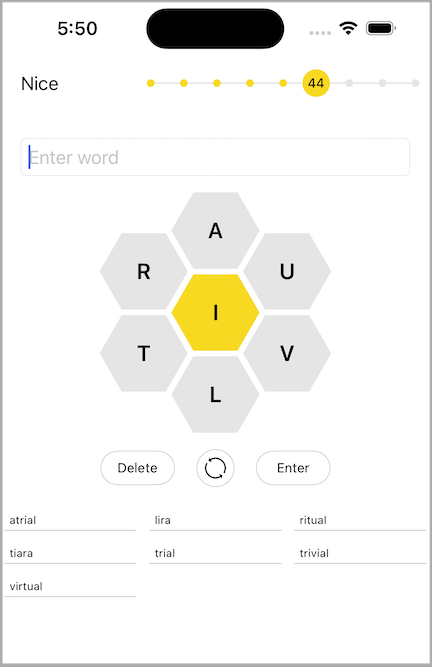 5:50
Nice 44
Enter word
A
R U
I
T V
L
Delete Enter
atrial lira ritual
tiara trial trivial
virtual